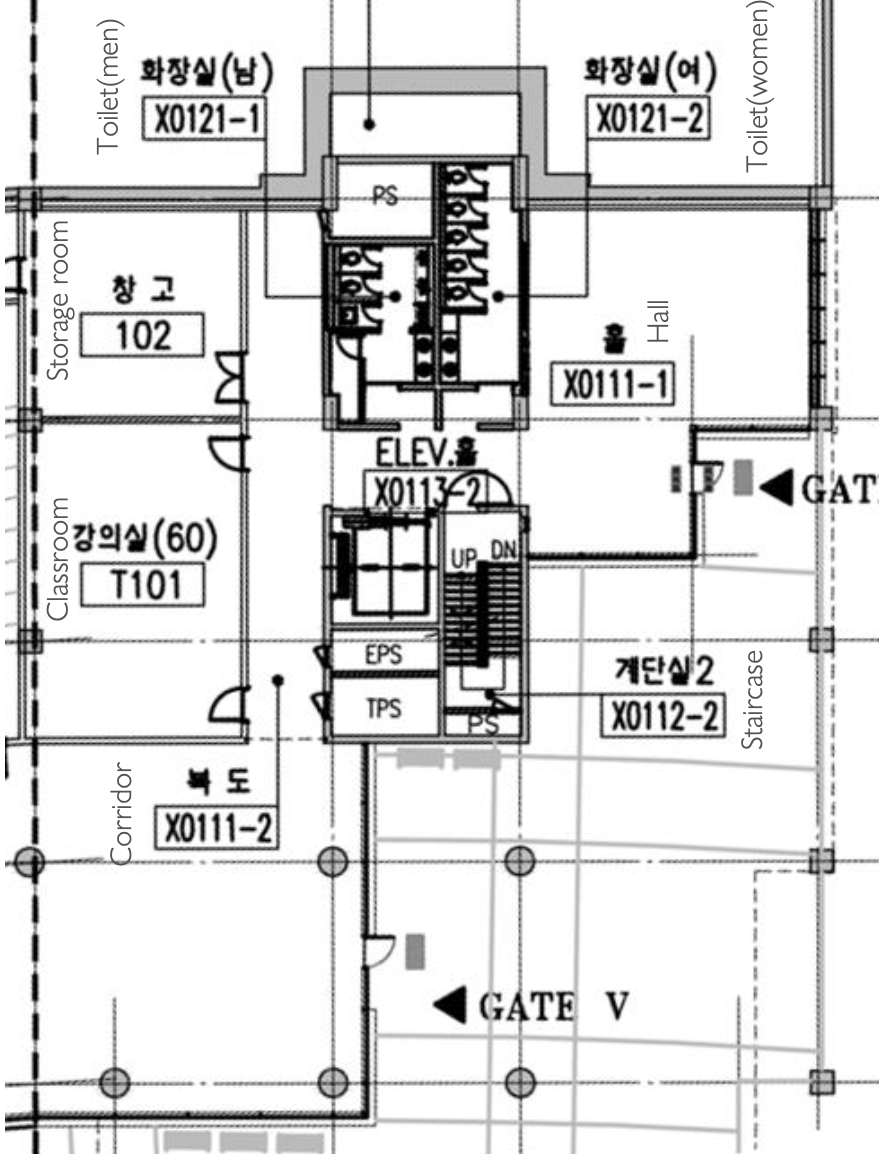 Toilet(men)
화장실(남)
X0121-1
화장실(여)
X0121-2
Toilet(women)
PS
Storage room
창 고
102
홀
Hall
X0111-1
ELEV.홀
X0113-2
GATE
Classroom
강의실(60)
T101
UP
DN
EPS
TPS
PS
계단실2
X0112-2
Staircase
복 도
X0111-2
Corridor
GATE V